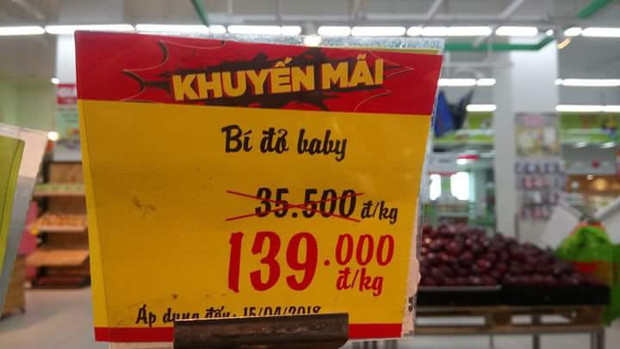 KHUYẾN MÃI
Bí đỏ baby
35.500 đ/kg
139.000
đ/kg
Áp dụng đến: 15/04/2018